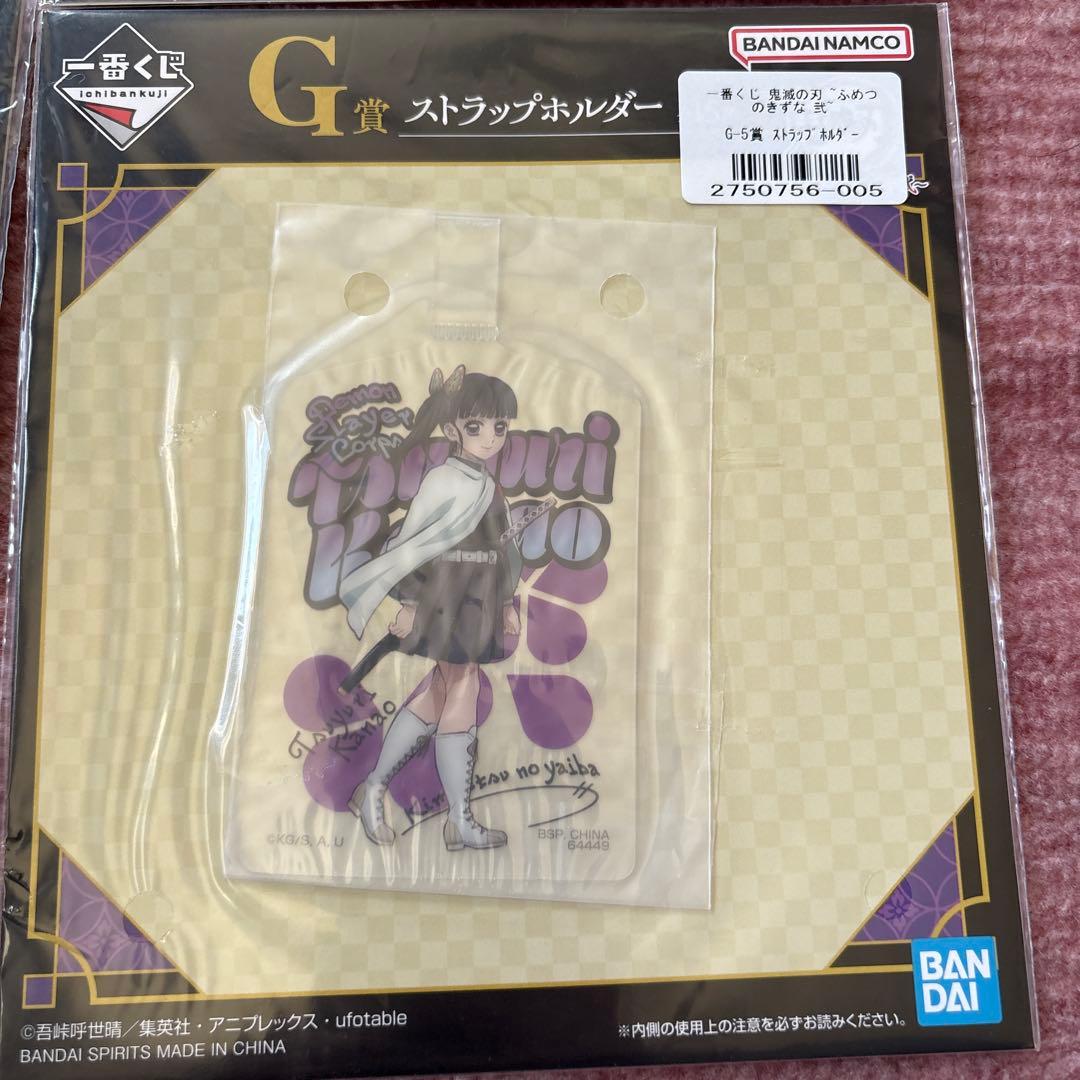 一番くじ
ichibankuji
G賞 ストラップホルダー
BANDAI NAMCO
一番くじ 鬼滅の刃 ~ふめつ
のきずな 弐~
G-5賞 ｽﾄﾗｯﾌﾟﾎﾙﾀﾞｰ
2750756-005
Demon
Slayer
Corps
Tsuyuri
Kanao
no yaiba
©KG/S, A, U
BSP, CHINA
64449
©吾峠呼世晴／集英社・アニプレックス・ufotable
BANDAI SPIRITS MADE IN CHINA
※内側の使用上の注意を必ずお読みください。
BAN
DAI